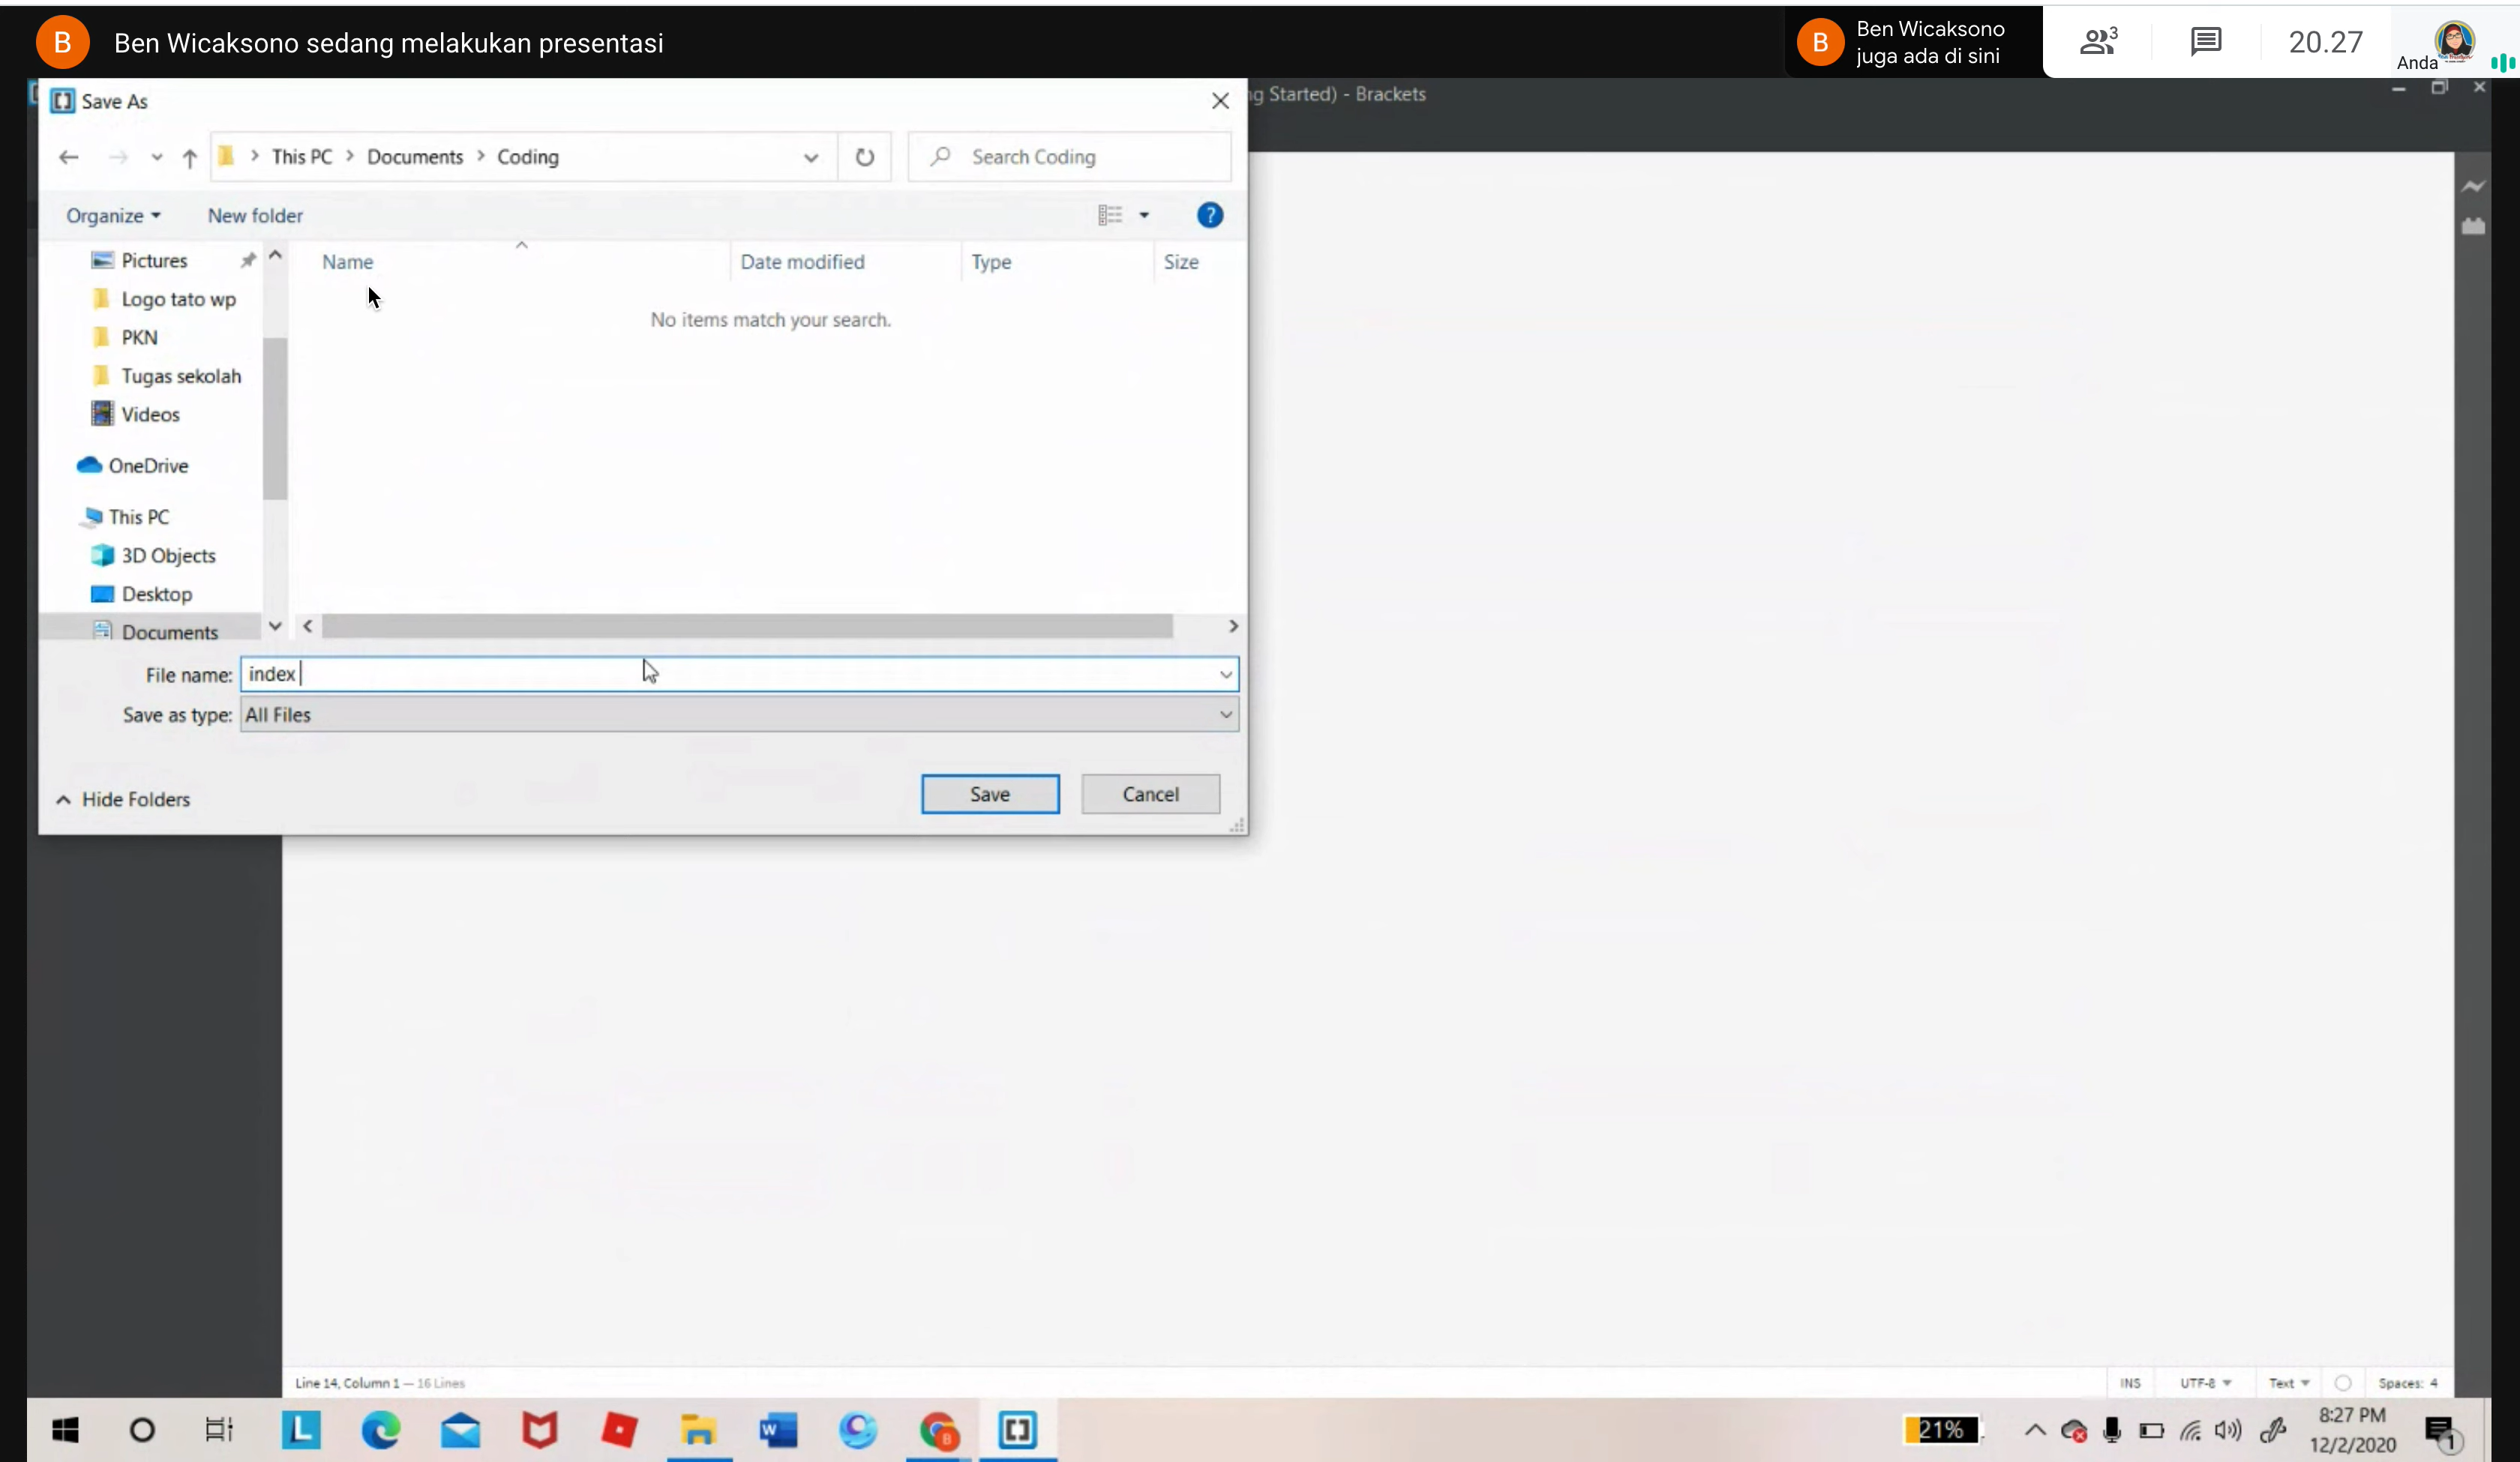 B Ben Wicaksono sedang melakukan presentasi
B Ben Wicaksono
juga ada di sini
3
20.27
Anda
Save As
ng Started) - Brackets
This PC > Documents > Coding
Search Coding
Organize New folder
?
Pictures
Logo tato wp
PKN
Tugas sekolah
Videos
OneDrive
This PC
3D Objects
Desktop
Documents
Name Date modified Type Size
No items match your search.
File name: index
Save as type: All Files
Hide Folders
Save Cancel
Line 14, Column 1 — 16 Lines
INS UTF-8 Text Spaces: 4
L
W
B
21%
8:27 PM
12/2/2020
1